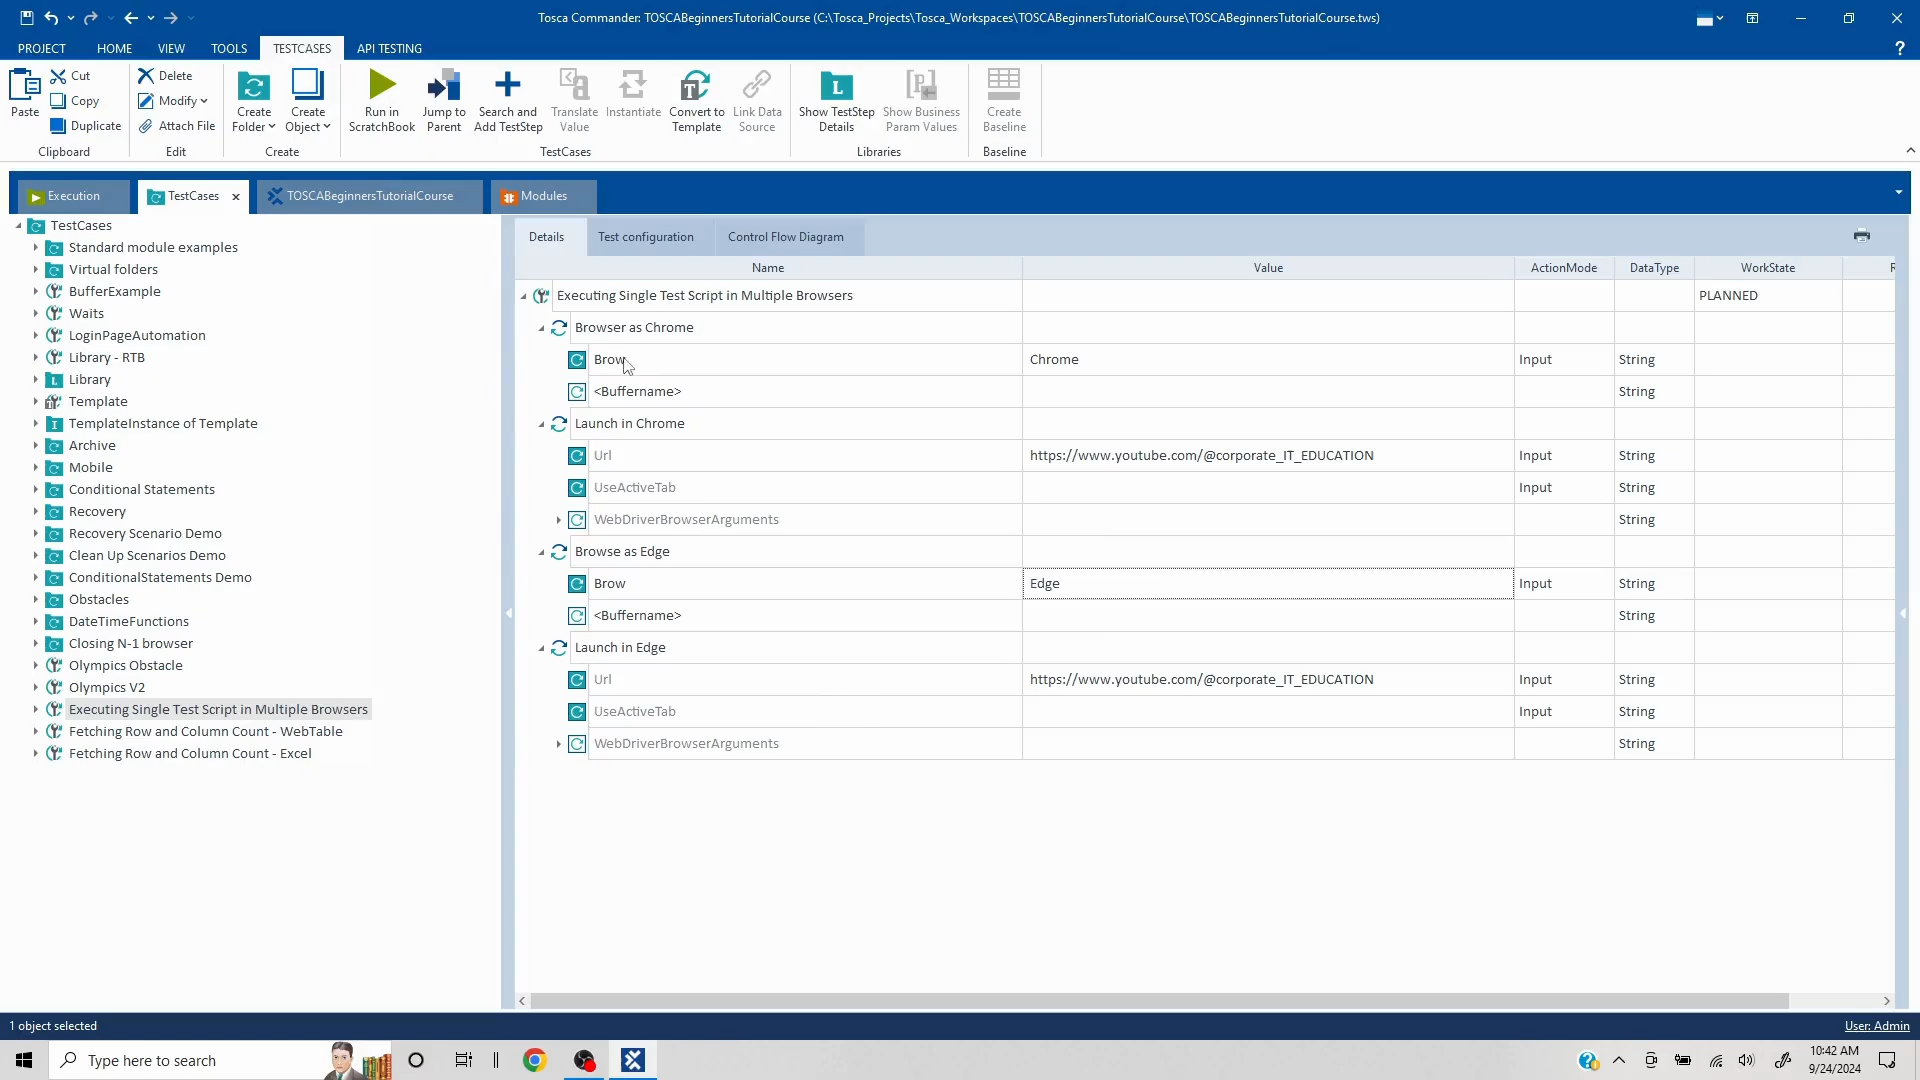 Tosca Commander: TOSCABeginnersTutorialCourse (C:\Tosca_Projects\Tosca_Workspaces\TOSCABeginnersTutorialCourse\TOSCABeginnersTutorialCourse.tws)
PROJECT HOME VIEW TOOLS TESTCASES API TESTING ?
Paste Cut Copy Duplicate
Delete Modify Attach File
Create Folder Create Object
Run in ScratchBook Jump to Parent Search and Add TestStep Translate Value Instantiate Convert to Template Link Data Source
Show TestStep Details Show Business Param Values Create Baseline
Clipboard Edit Create TestCases Libraries Baseline
Execution TestCases x TOSCABeginnersTutorialCourse Modules
TestCases
Standard module examples
Virtual folders
BufferExample
Waits
LoginPageAutomation
Library - RTB
Library
Template
TemplateInstance of Template
Archive
Mobile
Conditional Statements
Recovery
Recovery Scenario Demo
Clean Up Scenarios Demo
ConditionalStatements Demo
Obstacles
DateTimeFunctions
Closing N-1 browser
Olympics Obstacle
Olympics V2
Executing Single Test Script in Multiple Browsers
Fetching Row and Column Count - WebTable
Fetching Row and Column Count - Excel
Details Test configuration Control Flow Diagram
Name Value ActionMode DataType WorkState R
Executing Single Test Script in Multiple Browsers PLANNED
Browser as Chrome
Brow Chrome Input String
<Buffername> String
Launch in Chrome
Url https://www.youtube.com/@corporate_IT_EDUCATION Input String
UseActiveTab Input String
WebDriverBrowserArguments String
Browse as Edge
Brow Edge Input String
<Buffername> String
Launch in Edge
Url https://www.youtube.com/@corporate_IT_EDUCATION Input String
UseActiveTab Input String
WebDriverBrowserArguments String
1 object selected User: Admin
Type here to search
10:42 AM
9/24/2024